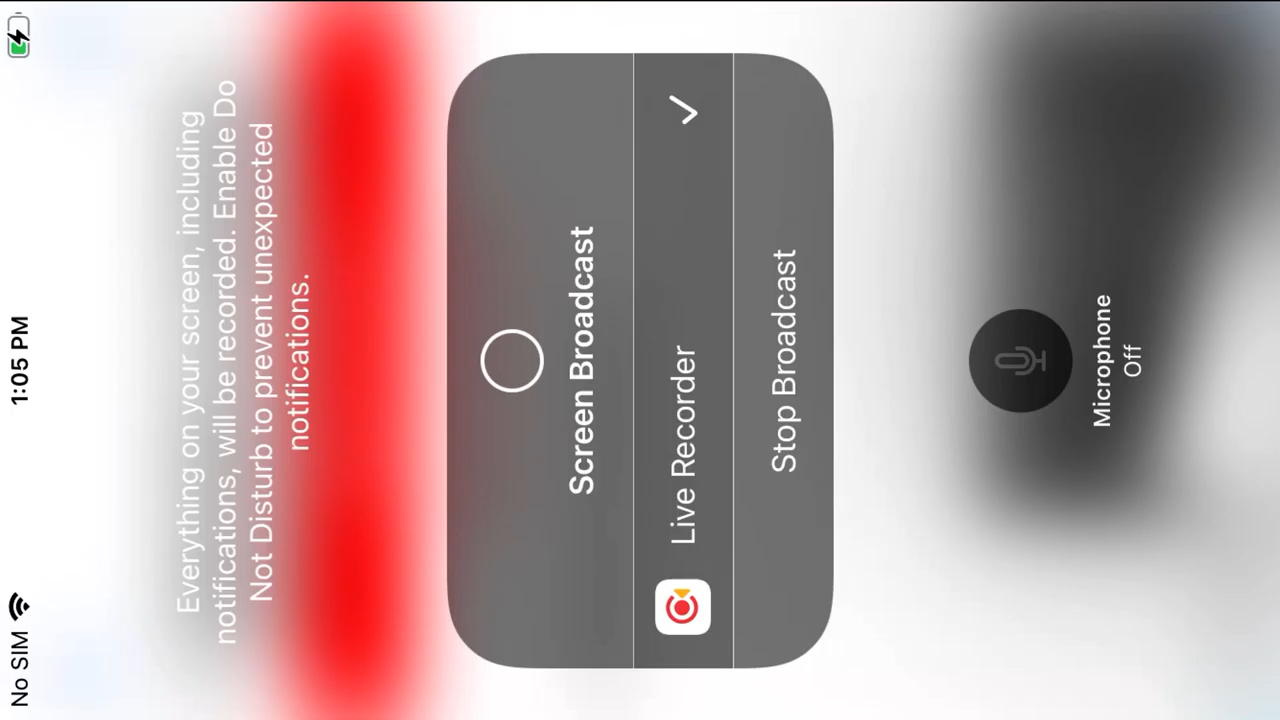 No SIM 1:05 PM
Everything on your screen, including
notifications, will be recorded. Enable Do
Not Disturb to prevent unexpected
notifications.
Screen Broadcast
Live Recorder
Stop Broadcast
Microphone
Off